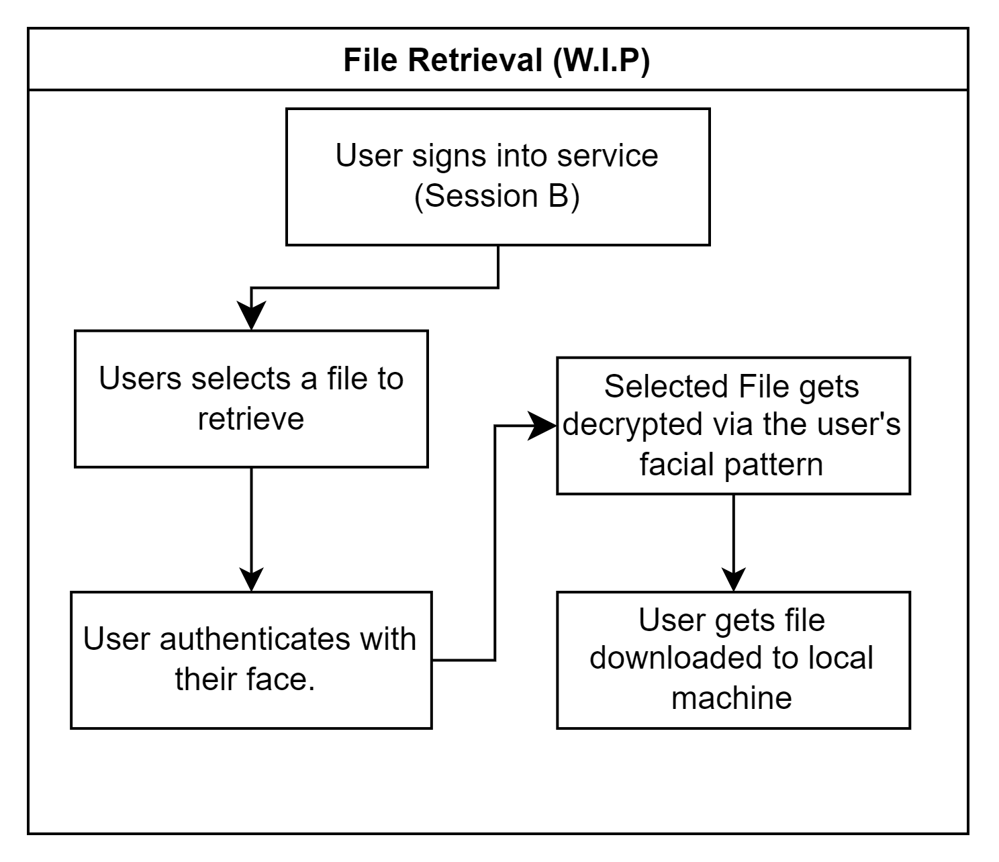 File Retrieval (W.I.P)
User signs into service
(Session B)
Users selects a file to
retrieve
User authenticates with
their face.
Selected File gets
decrypted via the user's
facial pattern
User gets file
downloaded to local
machine